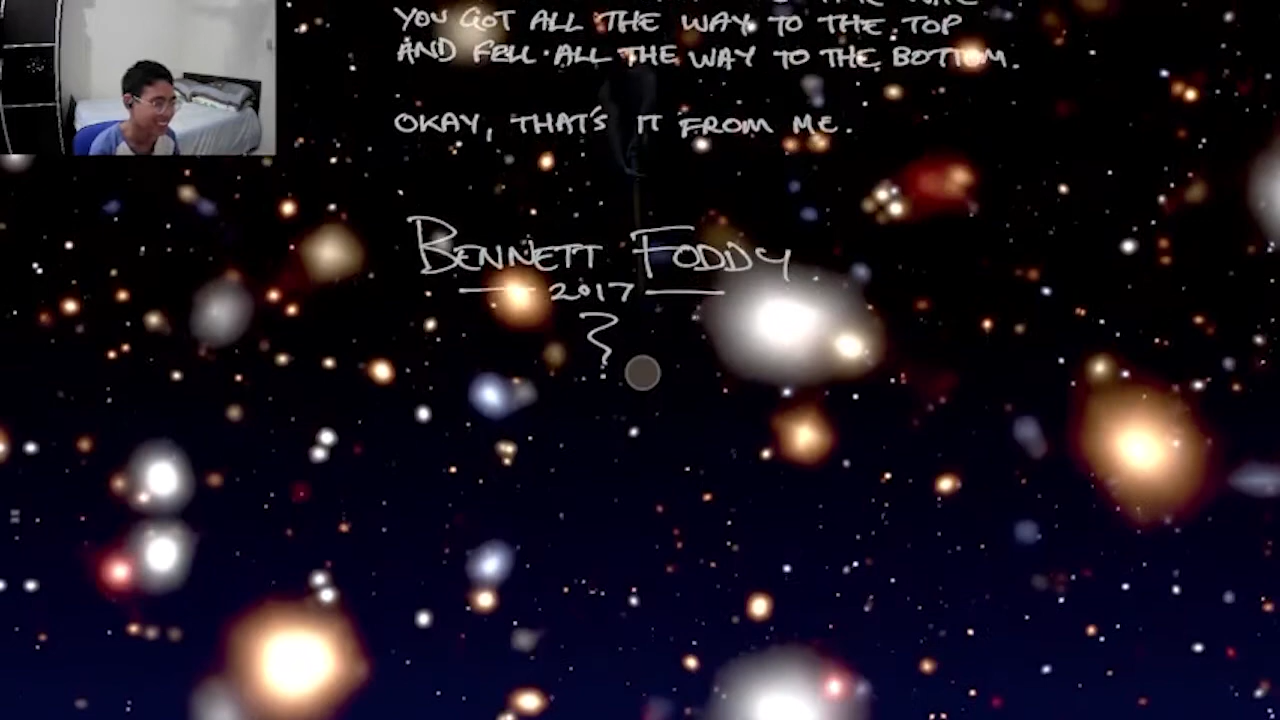 YOU GOT ALL THE WAY TO THE TOP
AND FELL ALL THE WAY TO THE BOTTOM.
OKAY, THAT'S IT FROM ME.
BENNETT FODDY
2017